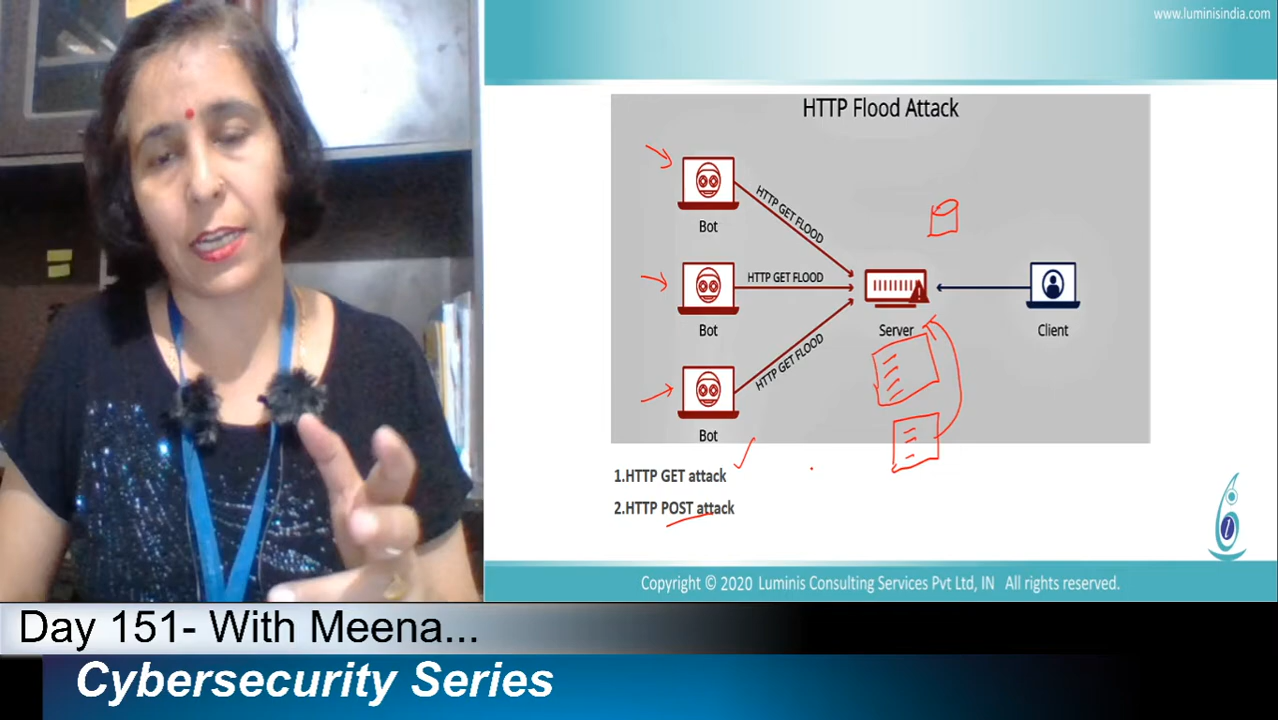 www.luminisindia.com
HTTP Flood Attack
HTTP GET FLOOD
Bot
HTTP GET FLOOD
Bot
HTTP GET FLOOD
Bot
Server
Client
1.HTTP GET attack
2.HTTP POST attack
Copyright © 2020 Luminis Consulting Services Pvt Ltd, IN All rights reserved.
Day 151- With Meena...
Cybersecurity Series